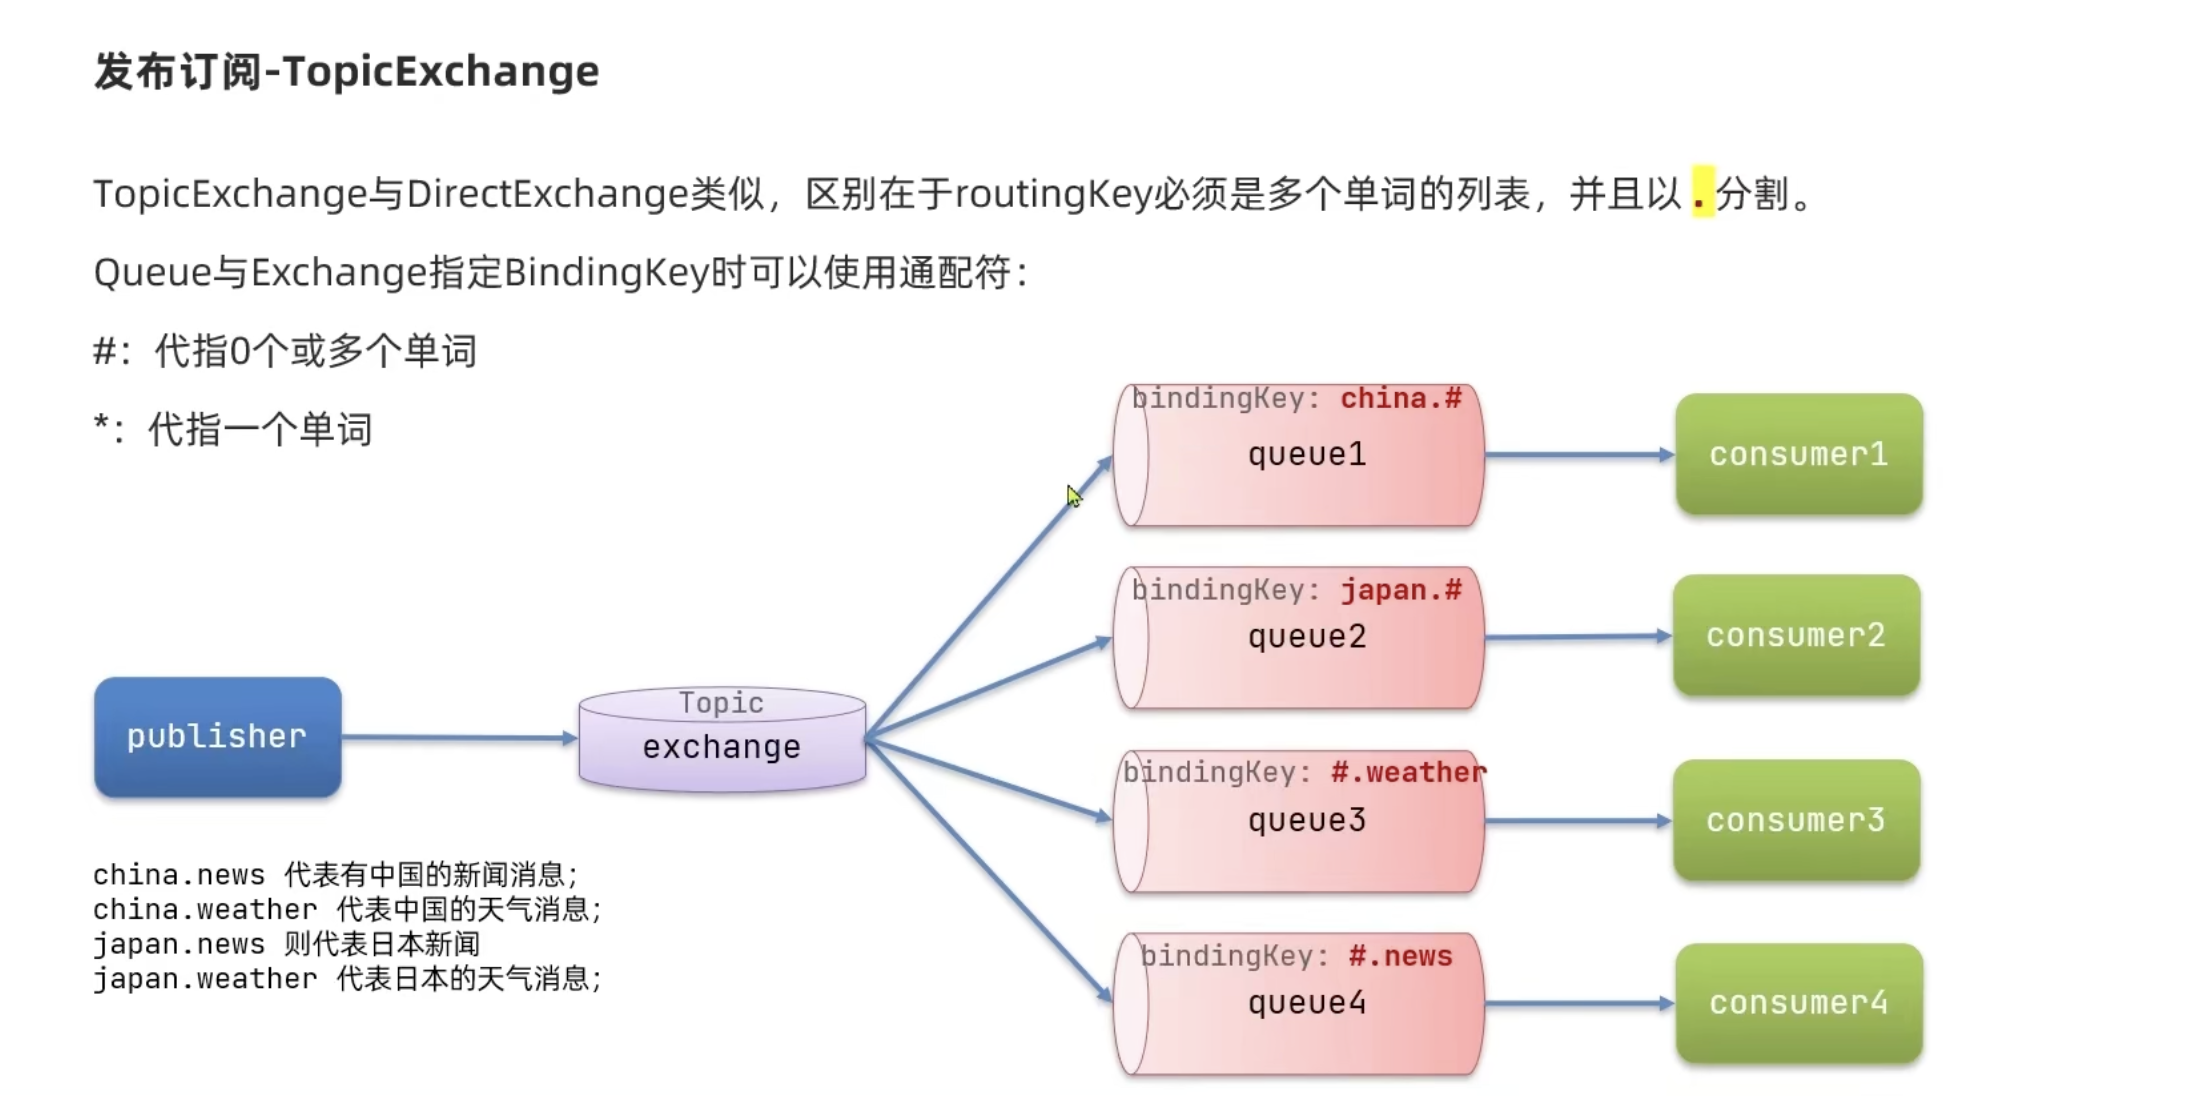 发布订阅-TopicExchange
TopicExchange与DirectExchange类似，区别在于routingKey必须是多个单词的列表，并且以 . 分割。
Queue与Exchange指定BindingKey时可以使用通配符：
#：代指0个或多个单词
*：代指一个单词
bindingKey: china.#
queue1
consumer1
bindingKey: japan.#
queue2
consumer2
publisher
Topic
exchange
bindingKey: #.weather
queue3
consumer3
china.news 代表有中国的新闻消息；
china.weather 代表中国的天气消息；
japan.news 则代表日本新闻
japan.weather 代表日本的天气消息；
bindingKey: #.news
queue4
consumer4